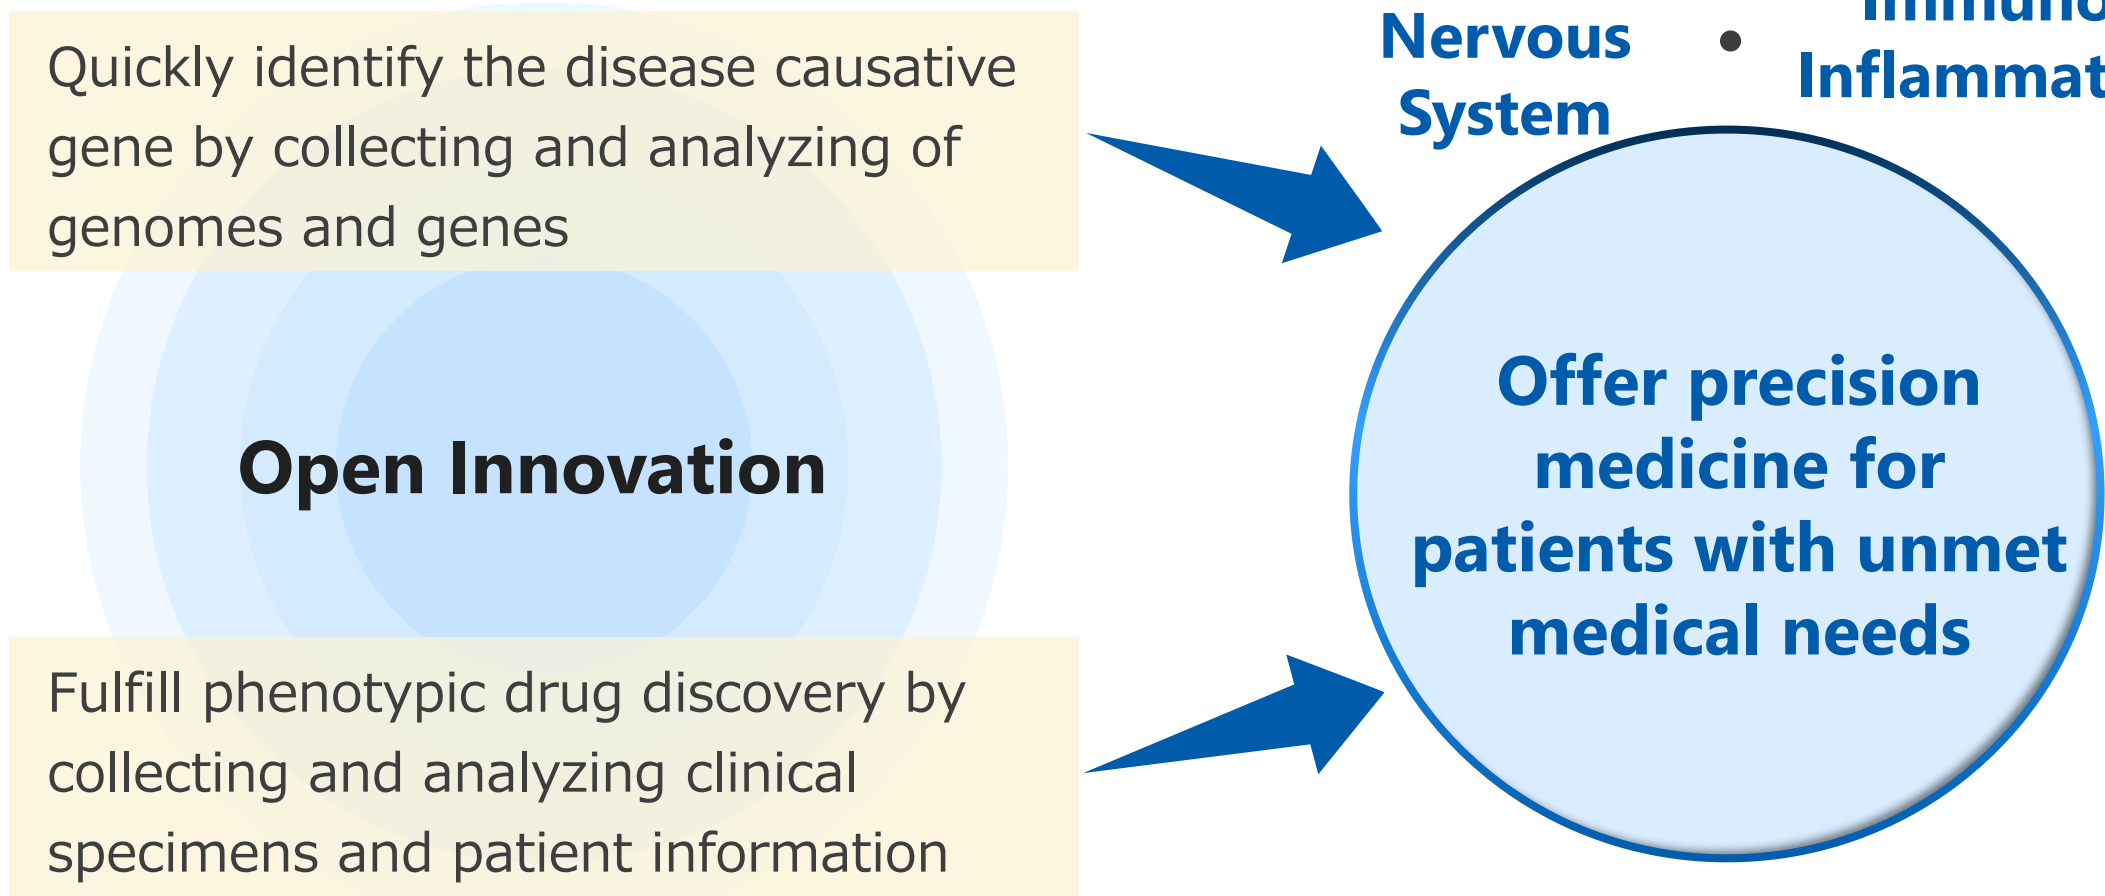 Quickly identify the disease causative
gene by collecting and analyzing of
genomes and genes
Open Innovation
Fulfill phenotypic drug discovery by
collecting and analyzing clinical
specimens and patient information
Nervous
System
•
Offer precision
medicine for
patients with unmet
medical needs